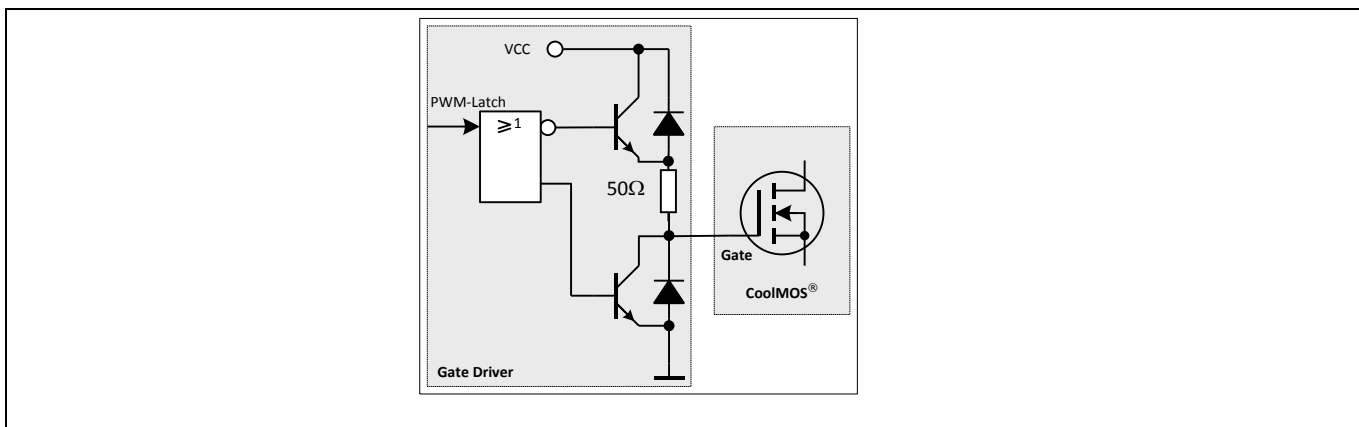 VCC
PWM-Latch
⩾1
50Ω
Gate
CoolMOS®
Gate Driver